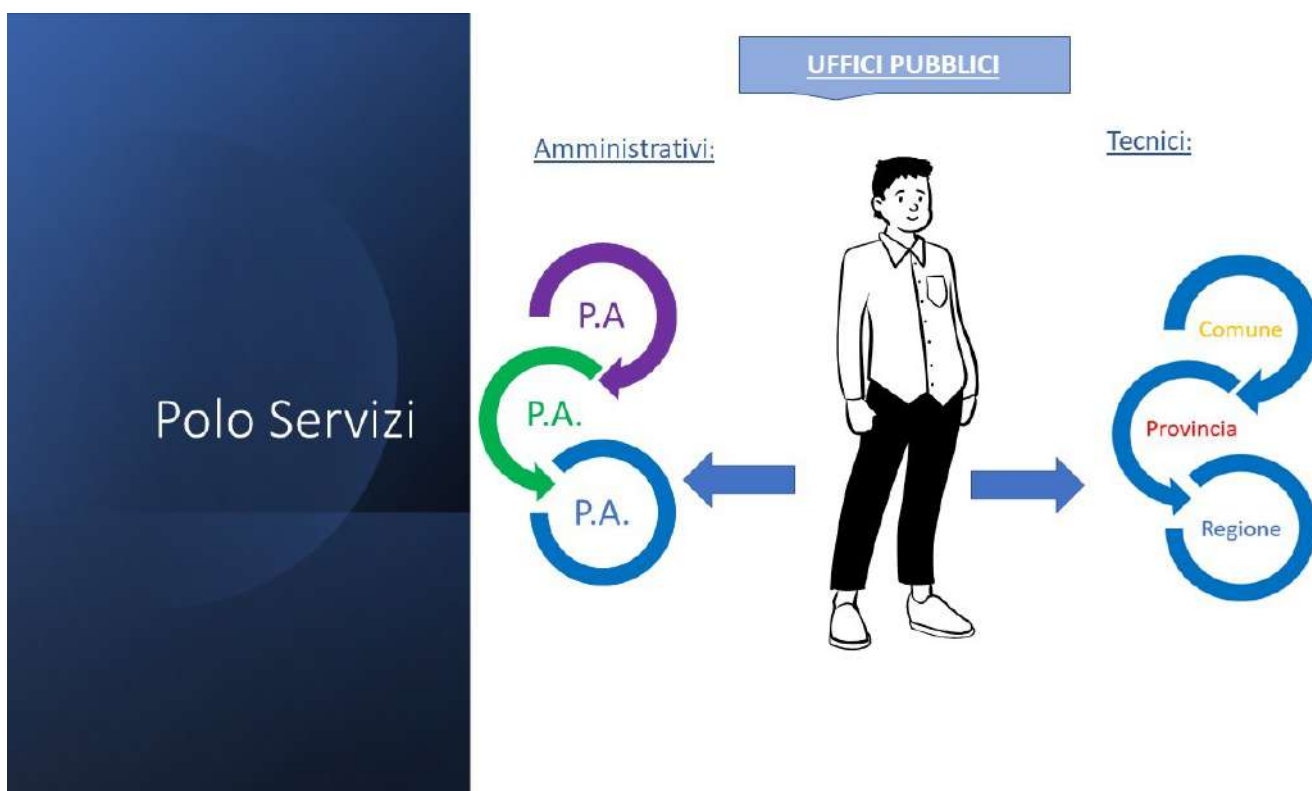 Polo Servizi
UFFICI PUBBLICI
Amministrativi:
P.A
P.A.
P.A.
Tecnici:
Comune
Provincia
Regione